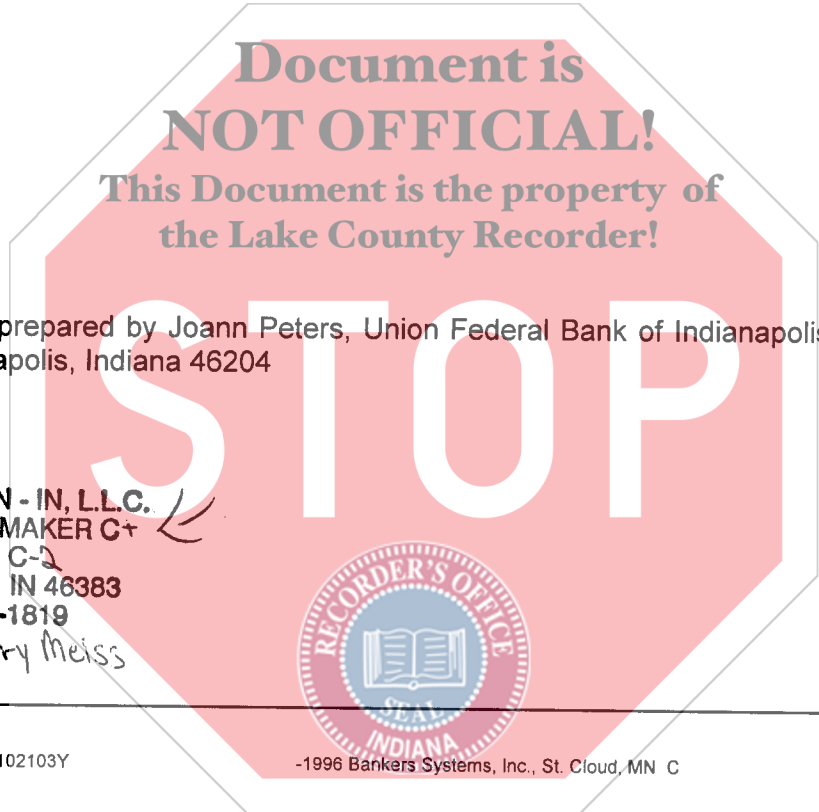 Document is
NOT OFFICIAL!
This Document is the property of
the Lake County Recorder!
STOP
prepared by Joann Peters, Union Federal Bank of Indianapolis
apolis, Indiana 46204
N - IN, L.L.C.
MAKER C+
C-2
IN 46383
-1819
ry Meiss
RECORDER'S OFFICE
SEAL
INDIANA
102103Y
-1996 Bankers Systems, Inc., St. Cloud, MN C